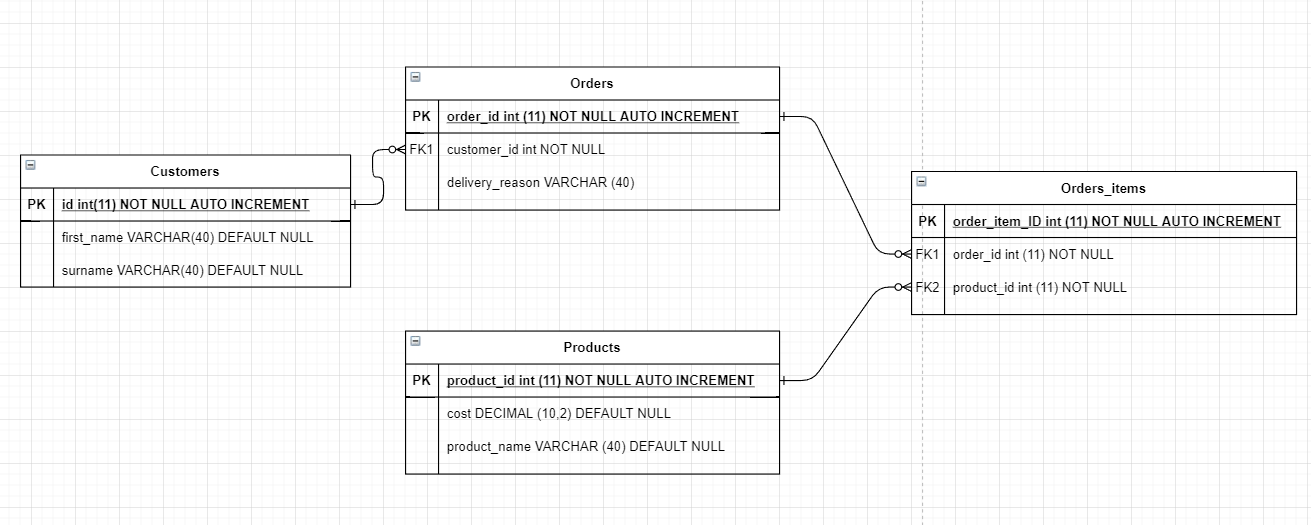 Orders
PK order_id int (11) NOT NULL AUTO INCREMENT
FK1 customer_id int NOT NULL
delivery_reason VARCHAR (40)
Customers
PK id int(11) NOT NULL AUTO INCREMENT
first_name VARCHAR(40) DEFAULT NULL
surname VARCHAR(40) DEFAULT NULL
Orders_items
PK order_item_ID int (11) NOT NULL AUTO INCREMENT
FK1 order_id int (11) NOT NULL
FK2 product_id int (11) NOT NULL
Products
PK product_id int (11) NOT NULL AUTO INCREMENT
cost DECIMAL (10,2) DEFAULT NULL
product_name VARCHAR (40) DEFAULT NULL